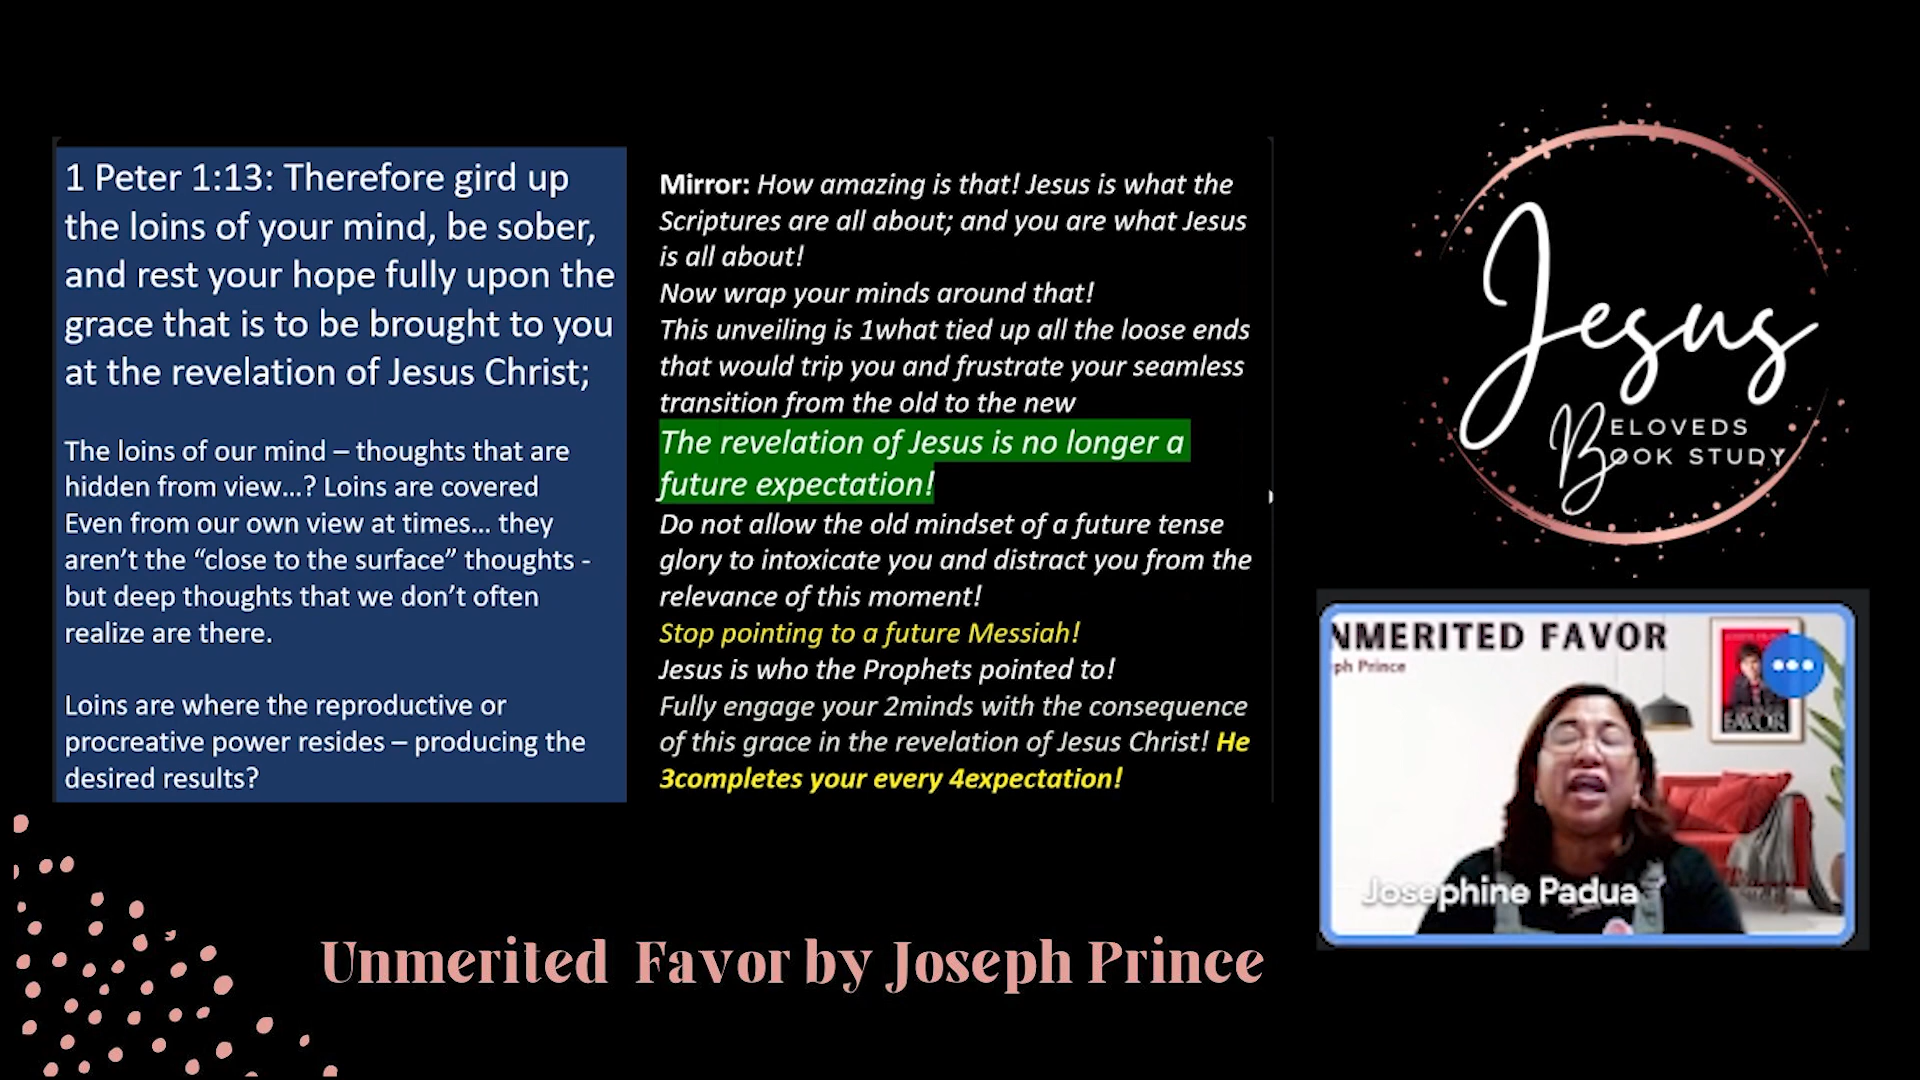 1 Peter 1:13: Therefore gird up
the loins of your mind, be sober,
and rest your hope fully upon the
grace that is to be brought to you
at the revelation of Jesus Christ;
The loins of our mind – thoughts that are
hidden from view...? Loins are covered
Even from our own view at times... they
aren't the “close to the surface” thoughts -
but deep thoughts that we don't often
realize are there.
Loins are where the reproductive or
procreative power resides – producing the
desired results?
Mirror: How amazing is that! Jesus is what the
Scriptures are all about; and you are what Jesus
is all about!
Now wrap your minds around that!
This unveiling is 1what tied up all the loose ends
that would trip you and frustrate your seamless
transition from the old to the new
The revelation of Jesus is no longer a
future expectation!
Do not allow the old mindset of a future tense
glory to intoxicate you and distract you from the
relevance of this moment!
Stop pointing to a future Messiah!
Jesus is who the Prophets pointed to!
Fully engage your 2minds with the consequence
of this grace in the revelation of Jesus Christ! He
3completes your every 4expectation!
Jesus
BELOVEDS
BOOK STUDY
NMERITED FAVOR
ph Prince
FAVOR
Josephine Padua
Unmerited Favor by Joseph Prince